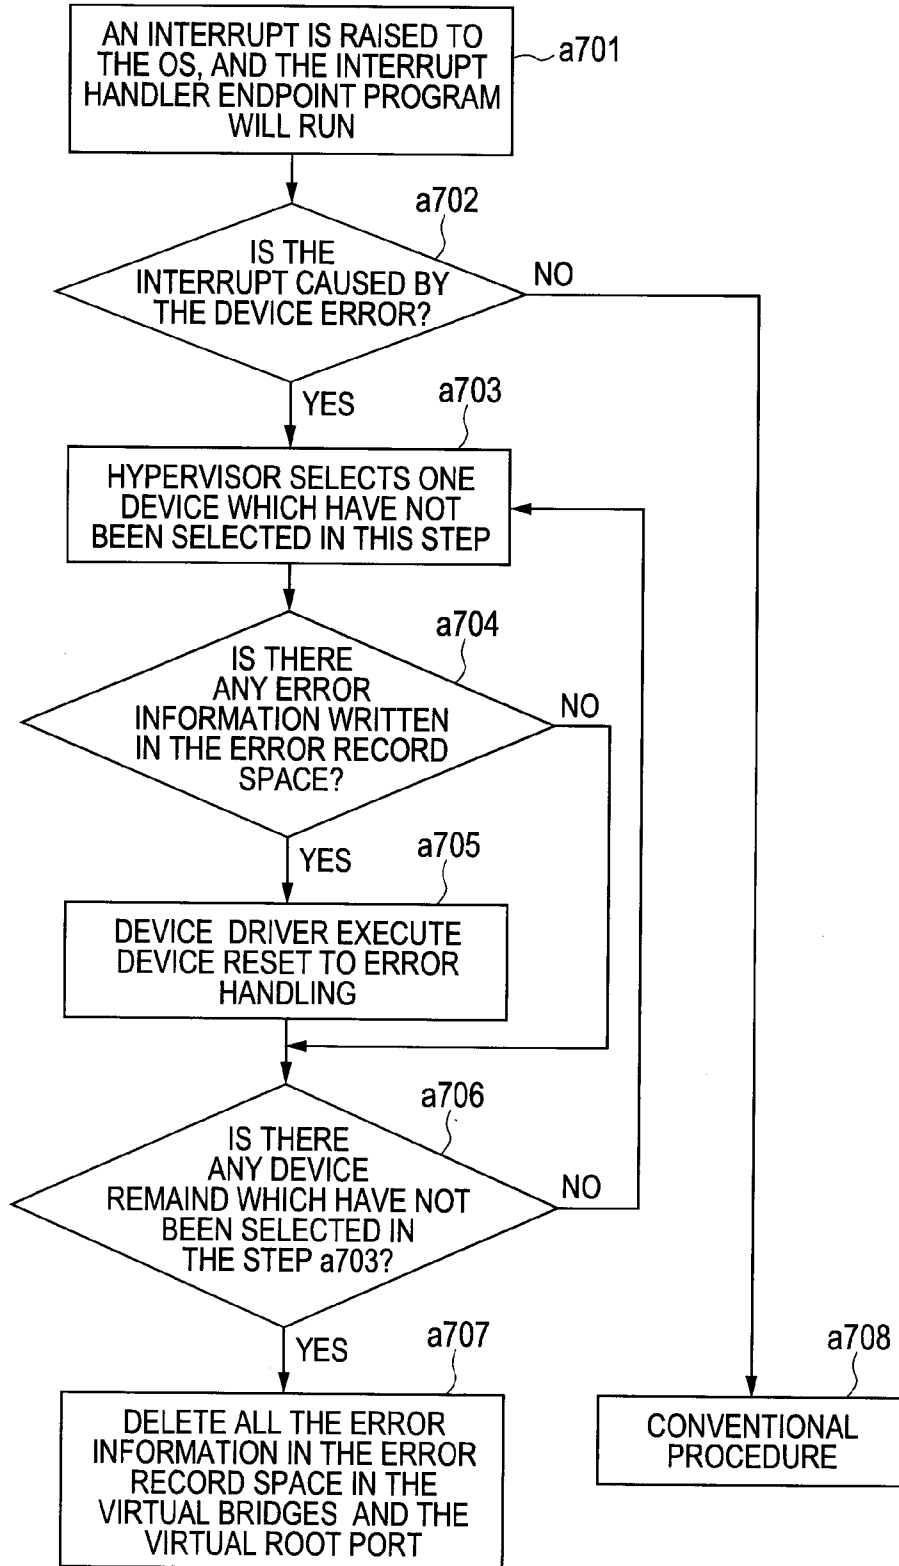 AN INTERRUPT IS RAISED TO
THE OS, AND THE INTERRUPT
HANDLER ENDPOINT PROGRAM
WILL RUN
a701
a702
IS THE
INTERRUPT CAUSED BY
THE DEVICE ERROR?
NO
YES
a703
HYPERVISOR SELECTS ONE
DEVICE WHICH HAVE NOT
BEEN SELECTED IN THIS STEP
a704
IS THERE
ANY ERROR
INFORMATION WRITTEN
IN THE ERROR RECORD
SPACE?
NO
YES
a705
DEVICE DRIVER EXECUTE
DEVICE RESET TO ERROR
HANDLING
a706
IS THERE
ANY DEVICE
REMAIND WHICH HAVE NOT
BEEN SELECTED IN
THE STEP a703?
NO
YES
a707
DELETE ALL THE ERROR
INFORMATION IN THE ERROR
RECORD SPACE IN THE
VIRTUAL BRIDGES AND THE
VIRTUAL ROOT PORT
a708
CONVENTIONAL
PROCEDURE